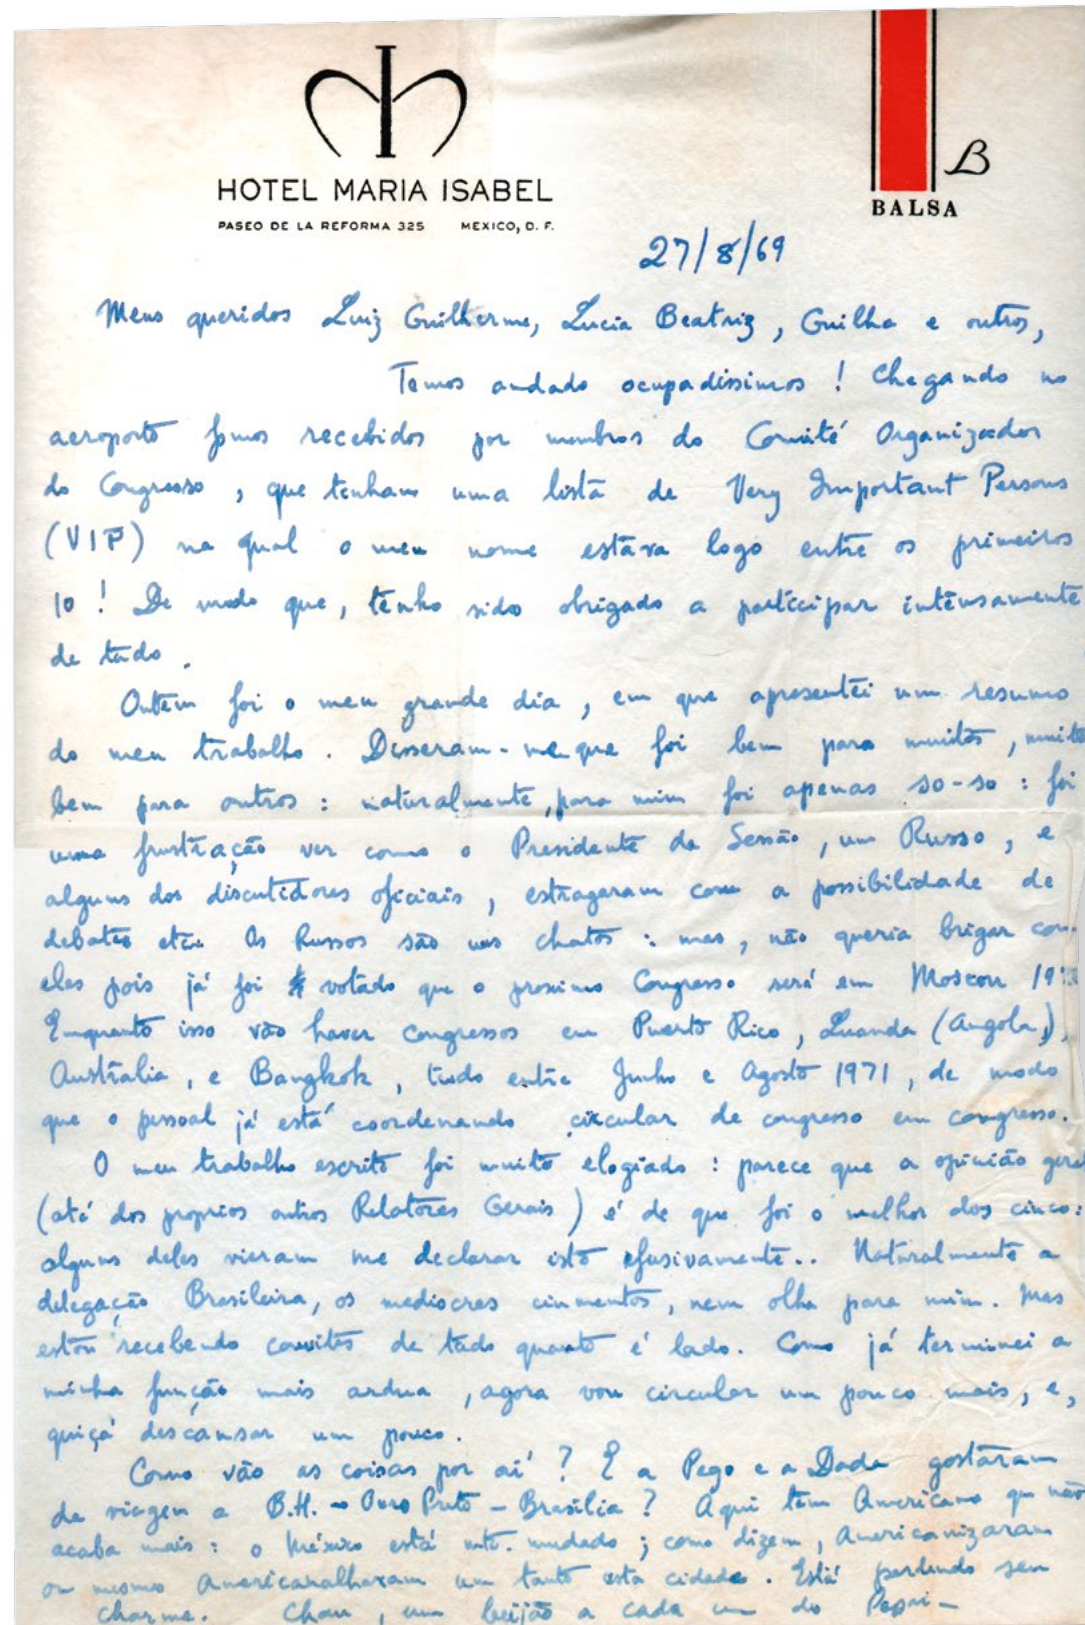 HOTEL MARIA ISABEL
PASEO DE LA REFORMA 325 MEXICO, D. F.
B
BALSA
27/8/69
Meus queridos Luiz Guilherme, Lucia Beatriz, Guilha e outros,
Temos andado ocupadissimos ! Chegando no
aeroporto fomos recebidos por membros do Comité Organizador
do Congresso, que tenham uma lista de Very Important Persons
(VIP) na qual o meu nome estava logo entre os primeiros
10 ! De modo que, tenho sido obrigado a participar intensamente
de tudo.
Ontem foi o meu grande dia, em que apresentei um resumo
do meu trabalho. Disseram-me que foi bem para muitos, muito
bem para outros : naturalmente, para mim foi apenas so-so : foi
uma frustração ver como o Presidente da Sessão, um Russo, e
alguns dos discutidores oficiais, estragaram com a possibilidade de
debates etc. Os Russos são uns chatos : mas, não queria brigar com
eles pois já foi votado que o proximo Congresso será em Moscou 19
Enquanto isso vão haver congressos em Puerto Rico, Luanda (Angola),
Australia, e Bangkok, tudo entre Junho e Agosto 1971, de modo
que o pessoal já está coordenando circular de congresso em congresso.
O meu trabalho escrito foi muito elogiado : parece que a opinião geral
(até dos proprios outros Relatores Gerais) é de que foi o melhor dos cinco:
alguns deles vieram me declarar isto efusivamente.. Naturalmente a
delegação Brasileira, os mediocres ciumentos, nem olha para mim. Mas
estou recebendo convites de tudo quanto é lado. Como já terminei a
minha função mais ardua, agora vou circular um pouco mais, e,
quiçá descansar um pouco.
Como vão as coisas por aí ? E a Pego e a Dada gostaram
da viagem a B.H. - Ouro Preto - Brasilia ? Aqui tem Americano que não
acaba mais : o México está mto. mudado ; como dizem, Americanizaram
ou mesmo Americanalharam um tanto esta cidade. Está perdendo seu
charme. Chau, um beijão a cada um do Papai-